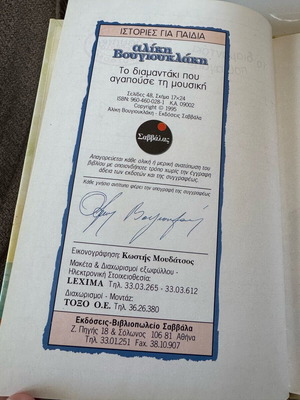 ΙΣΤΟΡΙΕΣ ΓΙΑ ΠΑΙΔΙΑ
αλίκη
Βουγιουκλάκη
Το διαμαντάκι που
αγαπούσε τη μουσική
Σελίδες 48, Σχήμα 17×24
ISBN: 960-460-028-1 Κ.Α. 09002
Copyright © 1995
Αλίκη Βουγιουκλάκη - Εκδόσεις Σαββάλα
Σαββάλας
Απαγορεύεται κάθε ολική ή μερική ανατύπωση του
βιβλίου με οποιονδήποτε τρόπο χωρίς την έγγραφη
άδεια των εκδοτών και της συγγραφέως.
Κάθε γνήσιο αντίτυπο φέρει την υπογραφή της συγγραφέως
Εικονογράφηση: Κωστής Μουδάτσος
Μακέτα & Διαχωρισμοί εξωφύλλου -
Ηλεκτρονική Στοιχειοθεσία:
LEXIMA Τηλ. 33.03.265 - 33.03.612
Διαχωρισμοί - Μοντάζ:
ΤΟΞΟ Ο.Ε. Τηλ. 36.26.380
Εκδόσεις-Βιβλιοπωλείο Σαββάλα
Ζ. Πηγής 18 & Σόλωνος 106 81 Αθήνα
Τηλ. 33.01.251 Fax. 38.10.907